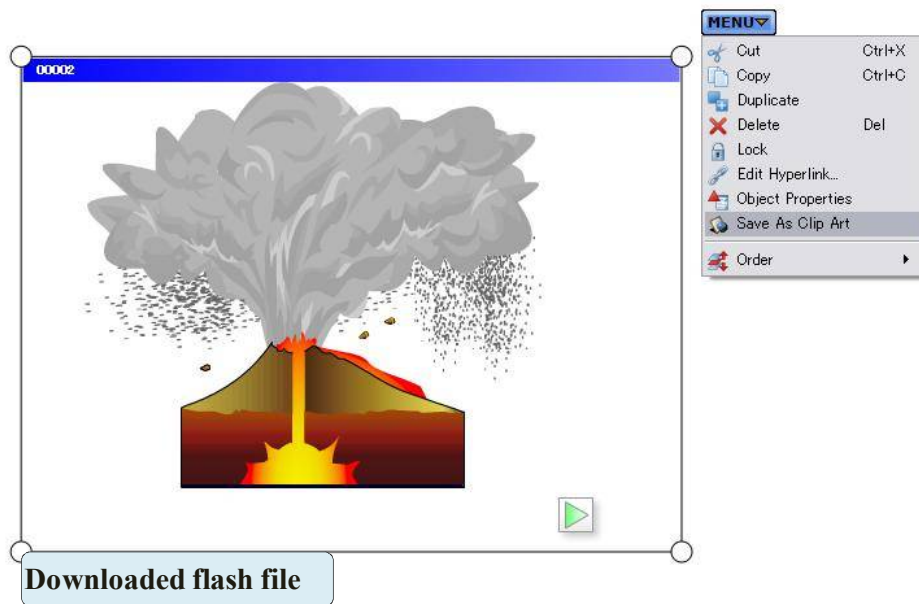 MENU
Cut Ctrl+X
00002
Copy Ctrl+C
Duplicate
Delete Del
Lock
Edit Hyperlink...
Object Properties
Save As Clip Art
Order
Downloaded flash file